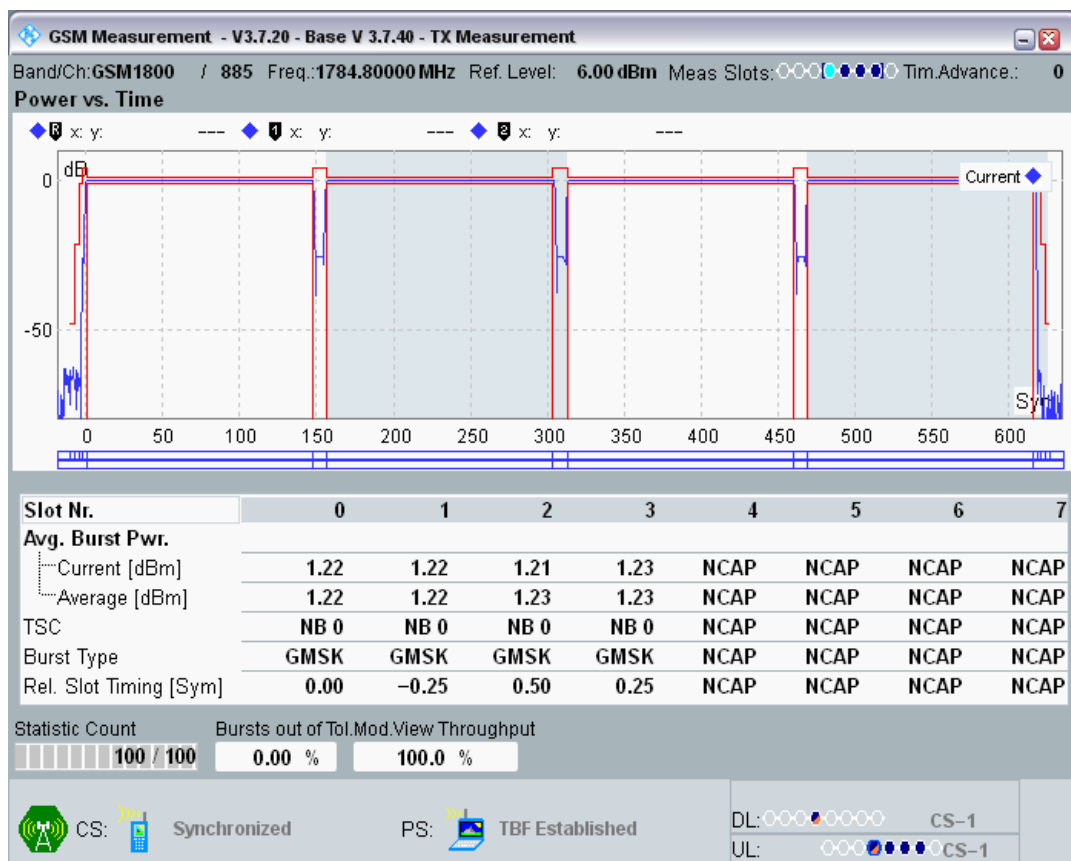 GSM Measurement - V3.7.20 - Base V 3.7.40 - TX Measurement
Band/Ch:GSM1800 / 885 Freq.:1784.80000 MHz Ref. Level: 6.00 dBm Meas Slots: Tim.Advance.: 0
Power vs. Time
R x: y: --- 1 x: y: --- 2 x: y: ---
dB
Current
0
-50
Sym
0 50 100 150 200 250 300 350 400 450 500 550 600
Slot Nr. 0 1 2 3 4 5 6 7
Avg. Burst Pwr.
Current [dBm] 1.22 1.22 1.21 1.23 NCAP NCAP NCAP NCAP
Average [dBm] 1.22 1.22 1.23 1.23 NCAP NCAP NCAP NCAP
TSC NB 0 NB 0 NB 0 NB 0 NCAP NCAP NCAP NCAP
Burst Type GMSK GMSK GMSK GMSK NCAP NCAP NCAP NCAP
Rel. Slot Timing [Sym] 0.00 −0.25 0.50 0.25 NCAP NCAP NCAP NCAP
Statistic Count Bursts out of Tol. Mod.View Throughput
100 / 100 0.00 % 100.0 %
CS: Synchronized PS: TBF Established DL: CS−1
UL: CS−1